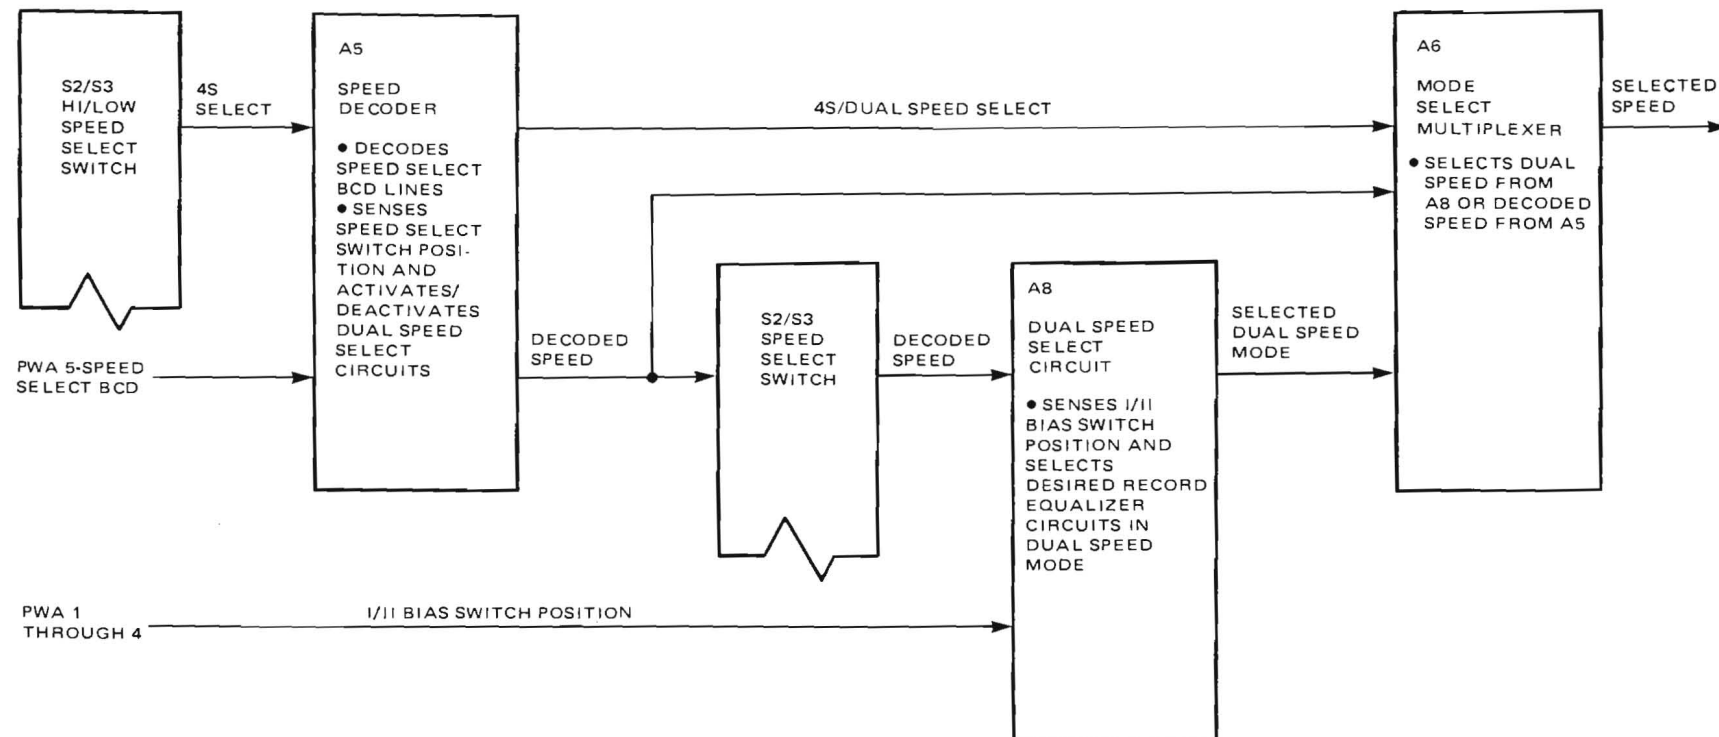 S2/S3
HI/LOW
SPEED
SELECT
SWITCH
4S
SELECT
PWA 5-SPEED
SELECT BCD
A5
SPEED
DECODER
● DECODES
SPEED SELECT
BCD LINES
● SENSES
SPEED SELECT
SWITCH POSI-
TION AND
ACTIVATES/
DEACTIVATES
DUAL SPEED
SELECT
CIRCUITS
4S/DUAL SPEED SELECT
DECODED
SPEED
S2/S3
SPEED
SELECT
SWITCH
DECODED
SPEED
A8
DUAL SPEED
SELECT
CIRCUIT
● SENSES I/II
BIAS SWITCH
POSITION AND
SELECTS
DESIRED RECORD
EQUALIZER
CIRCUITS IN
DUAL SPEED
MODE
SELECTED
DUAL SPEED
MODE
A6
MODE
SELECT
MULTIPLEXER
● SELECTS DUAL
SPEED FROM
A8 OR DECODED
SPEED FROM A5
SELECTED
SPEED
PWA 1
THROUGH 4
I/II BIAS SWITCH POSITION